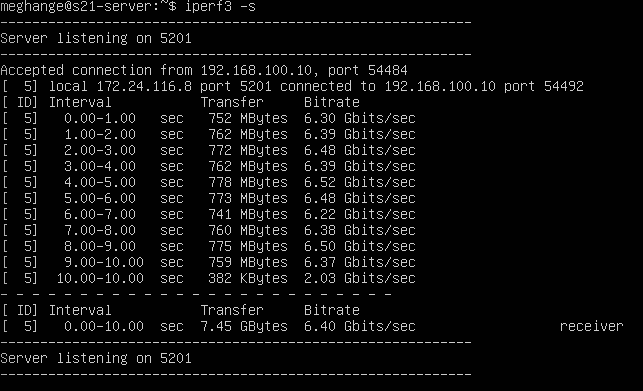 meghange@s21-server:~$ iperf3 -s
-----------------------------------------------------------
Server listening on 5201
-----------------------------------------------------------
Accepted connection from 192.168.100.10, port 54484
[  5] local 172.24.116.8 port 5201 connected to 192.168.100.10 port 54492
[ ID] Interval           Transfer     Bitrate
[  5]   0.00-1.00   sec   752 MBytes  6.30 Gbits/sec
[  5]   1.00-2.00   sec   762 MBytes  6.39 Gbits/sec
[  5]   2.00-3.00   sec   772 MBytes  6.48 Gbits/sec
[  5]   3.00-4.00   sec   762 MBytes  6.39 Gbits/sec
[  5]   4.00-5.00   sec   778 MBytes  6.52 Gbits/sec
[  5]   5.00-6.00   sec   773 MBytes  6.48 Gbits/sec
[  5]   6.00-7.00   sec   741 MBytes  6.22 Gbits/sec
[  5]   7.00-8.00   sec   760 MBytes  6.38 Gbits/sec
[  5]   8.00-9.00   sec   775 MBytes  6.50 Gbits/sec
[  5]   9.00-10.00  sec   759 MBytes  6.37 Gbits/sec
[  5]  10.00-10.00  sec   382 KBytes  2.03 Gbits/sec
- - - - - - - - - - - - - - - - - - - - - - - - -
[ ID] Interval           Transfer     Bitrate
[  5]   0.00-10.00  sec  7.45 GBytes  6.40 Gbits/sec                  receiver
-----------------------------------------------------------
Server listening on 5201
-----------------------------------------------------------